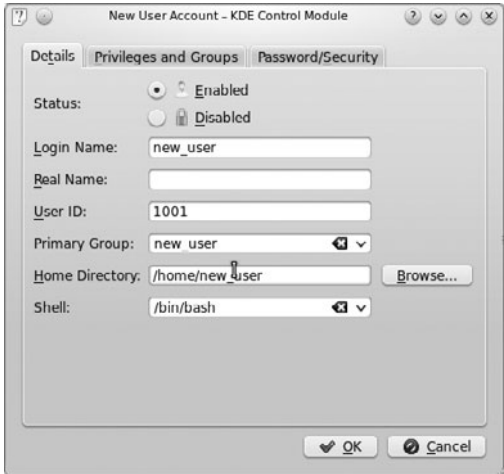 New User Account – KDE Control Module
Details Privileges and Groups Password/Security
Status: Enabled
Disabled
Login Name: new_user
Real Name:
User ID: 1001
Primary Group: new_user
Home Directory: /home/new_user Browse...
Shell: /bin/bash
OK Cancel